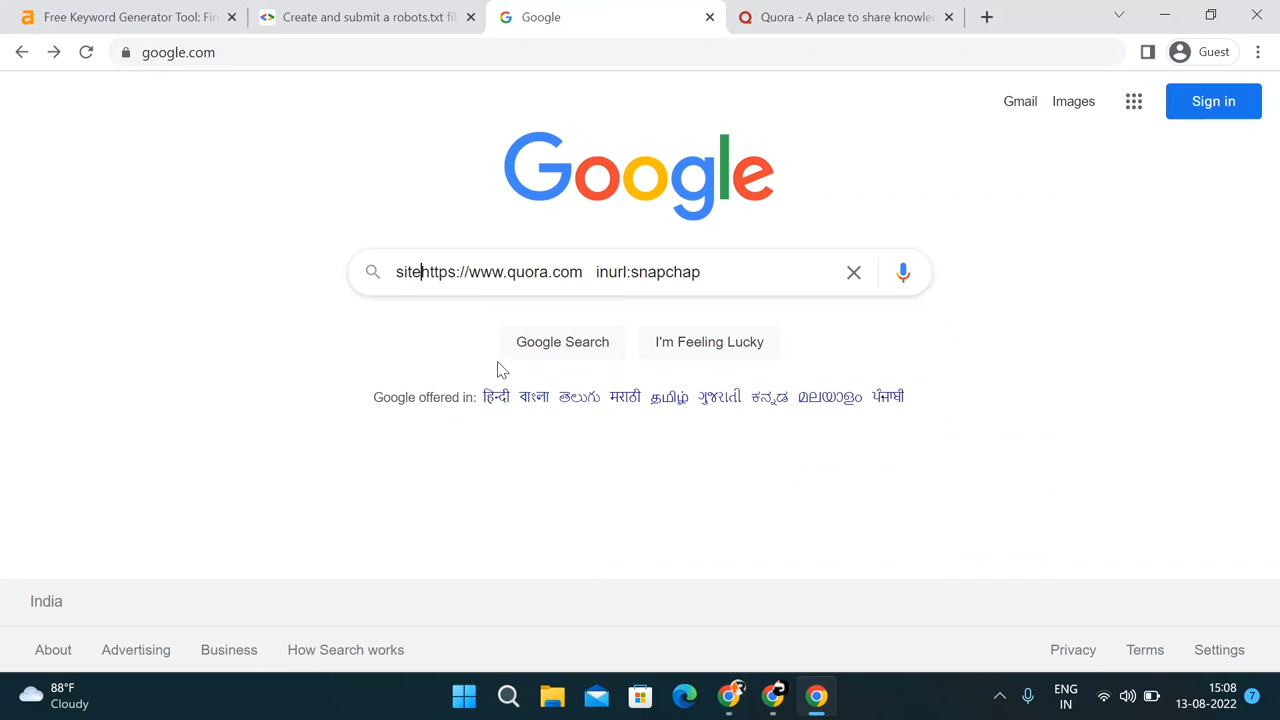 Free Keyword Generator Tool: Fin
Create and submit a robots.txt fil
Google
Quora - A place to share knowled
google.com
Guest
Gmail Images
Sign in
Google
sitehttps://www.quora.com inurl:snapchap
Google Search
I'm Feeling Lucky
Google offered in: हिन्दी বাংলা తెలుగు मराठी தமிழ் ગુજરાતી ಕನ್ನಡ മലയാളം ਪੰਜਾਬੀ
India
About Advertising Business How Search works
Privacy Terms Settings
88°F
Cloudy
ENG
IN
15:08
13-08-2022
7